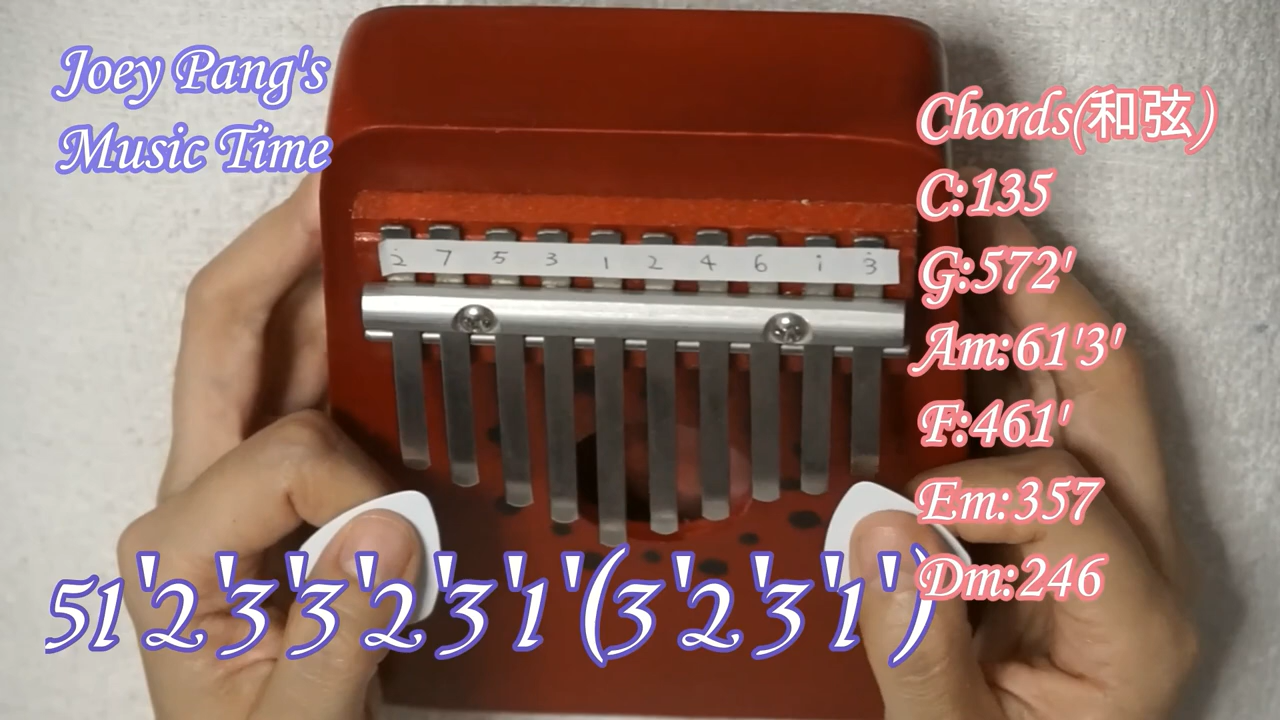 Joey Pang's
Music Time
Chords(和弦)
C:135
G:572'
Am:61'3'
F:461'
Em:357
Dm:246
2̇ 7 5 3 1 2 4 6 1̇ 3̇
51'2'3'3'2'3'1'(3'2'3'1')